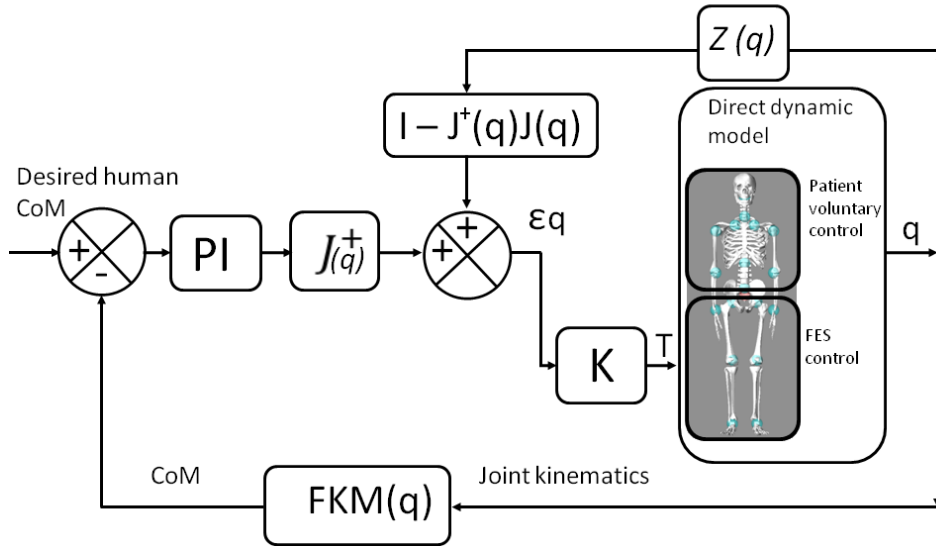 Z (q)
I – J⁺(q)J(q)
Direct dynamic
model
Desired human
CoM
Patient
voluntary
control
+
-
PI
J⁺(q)
+
+
εq
q
K
T
FES
control
CoM
FKM(q)
Joint kinematics